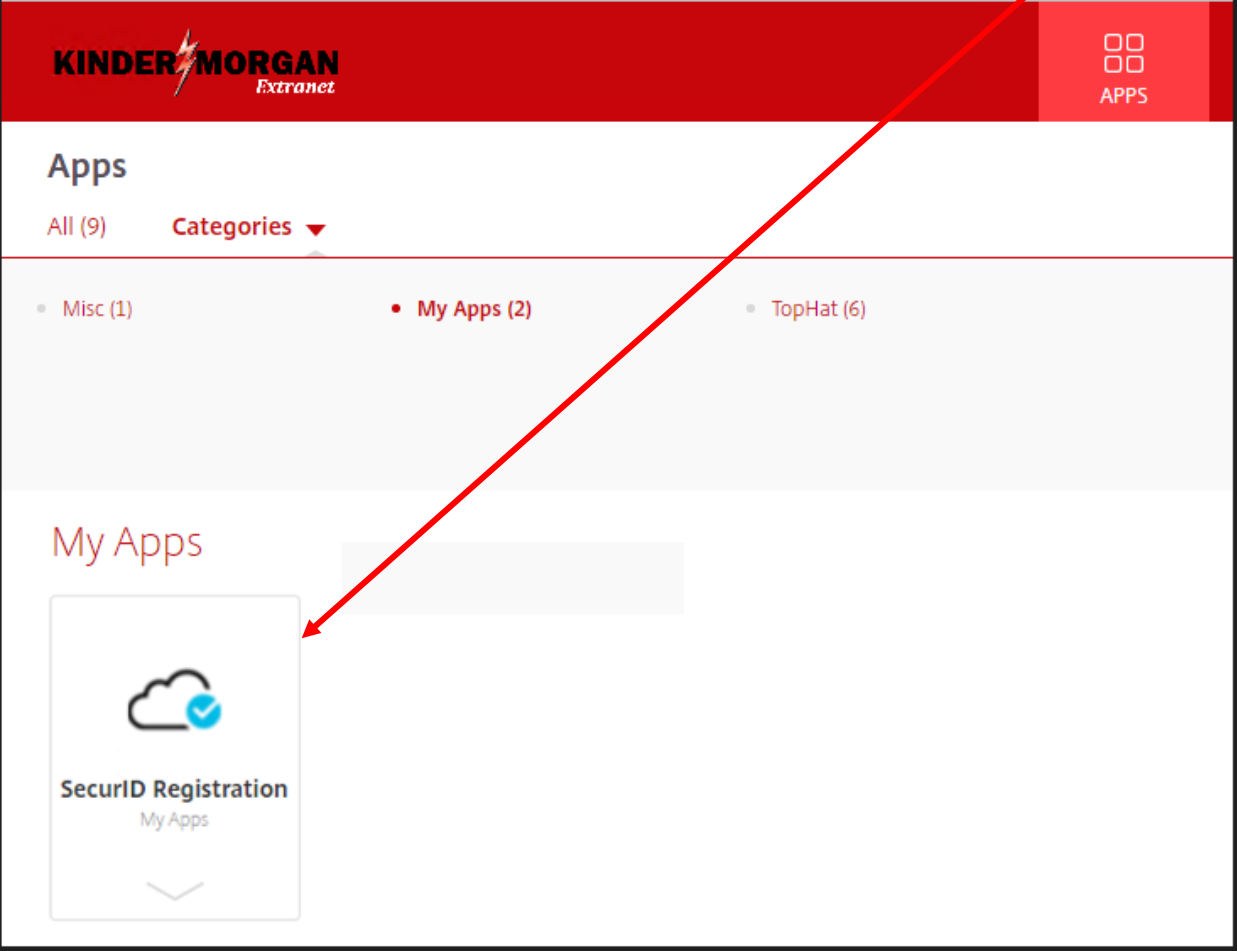 KINDER MORGAN
Extranet
APPS
Apps
All (9) Categories
Misc (1) My Apps (2) TopHat (6)
My Apps
SecurID Registration
My Apps